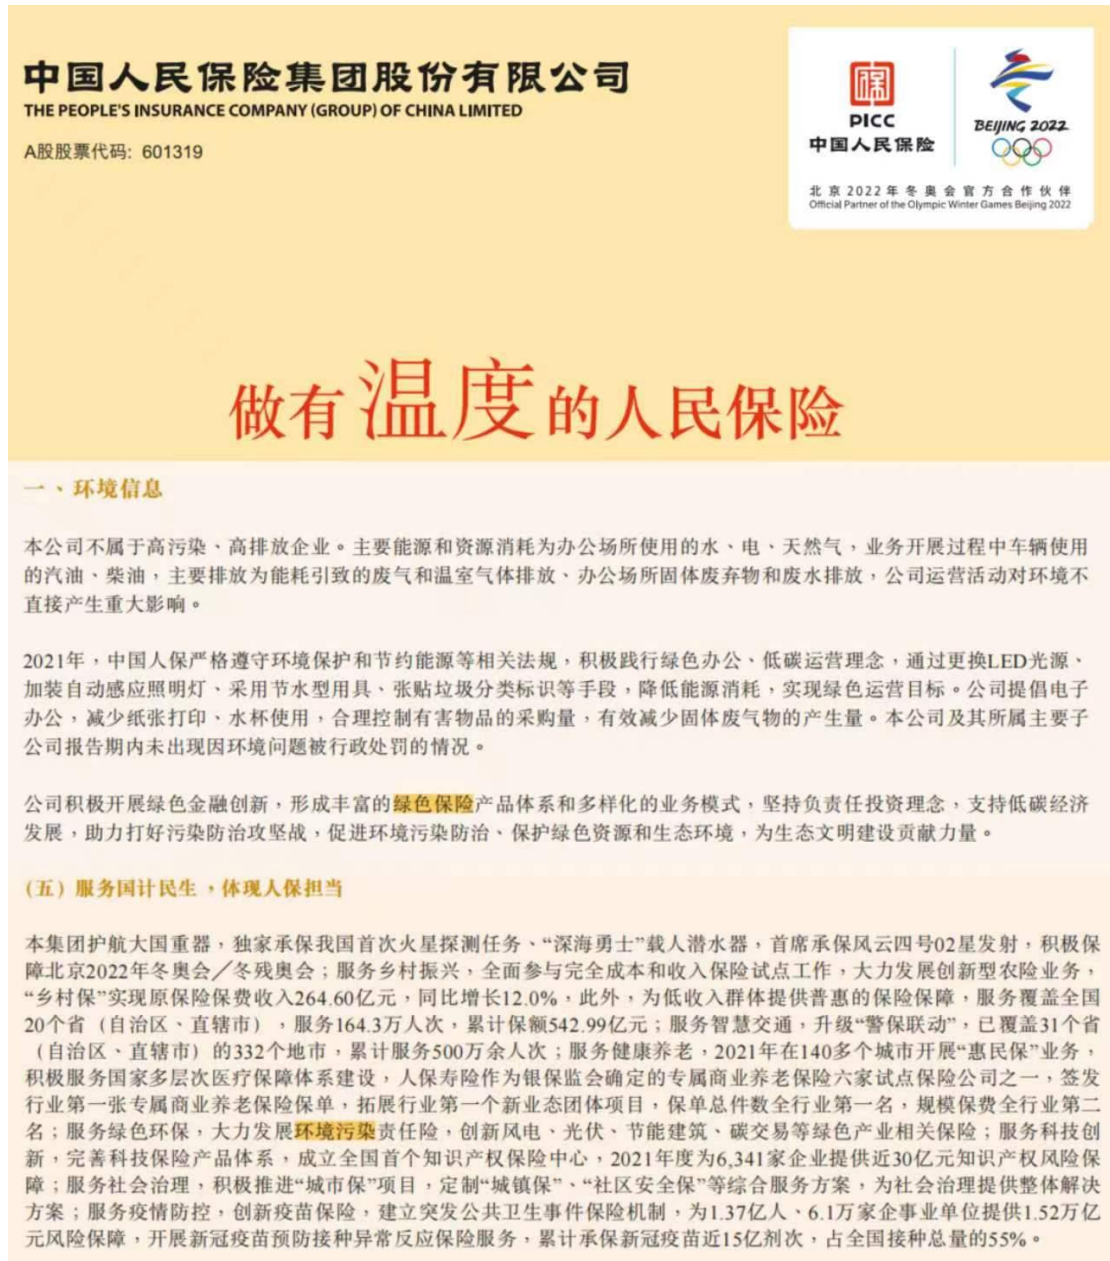 中国人民保险集团股份有限公司
THE PEOPLE'S INSURANCE COMPANY (GROUP) OF CHINA LIMITED
A股股票代码: 601319
PICC
中国人民保险
BEIJING 2022
北京2022年冬奥会官方合作伙伴
Official Partner of the Olympic Winter Games Beijing 2022
做有温度的人民保险
一、环境信息
本公司不属于高污染、高排放企业。主要能源和资源消耗为办公场所使用的水、电、天然气，业务开展过程中车辆使用
的汽油、柴油，主要排放为能耗引致的废气和温室气体排放、办公场所固体废弃物和废水排放，公司运营活动对环境不
直接产生重大影响。
2021年，中国人保严格遵守环境保护和节约能源等相关法规，积极践行绿色办公、低碳运营理念，通过更换LED光源、
加装自动感应照明灯、采用节水型用具、张贴垃圾分类标识等手段，降低能源消耗，实现绿色运营目标。公司提倡电子
办公，减少纸张打印、水杯使用，合理控制有害物品的采购量，有效减少固体废气物的产生量。本公司及其所属主要子
公司报告期内未出现因环境问题被行政处罚的情况。
公司积极开展绿色金融创新，形成丰富的绿色保险产品体系和多样化的业务模式，坚持负责任投资理念，支持低碳经济
发展，助力打好污染防治攻坚战，促进环境污染防治、保护绿色资源和生态环境，为生态文明建设贡献力量。
(五) 服务国计民生，体现人保担当
本集团护航大国重器，独家承保我国首次火星探测任务、“深海勇士”载人潜水器，首席承保风云四号02星发射，积极保
障北京2022年冬奥会／冬残奥会；服务乡村振兴，全面参与完全成本和收入保险试点工作，大力发展创新型农险业务，
“乡村保”实现原保险保费收入264.60亿元，同比增长12.0%，此外，为低收入群体提供普惠的保险保障，服务覆盖全国
20个省（自治区、直辖市），服务164.3万人次，累计保额542.99亿元；服务智慧交通，升级“警保联动”，已覆盖31个省
（自治区、直辖市）的332个地市，累计服务500万余人次；服务健康养老，2021年在140多个城市开展“惠民保”业务，
积极服务国家多层次医疗保障体系建设，人保寿险作为银保监会确定的专属商业养老保险六家试点保险公司之一，签发
行业第一张专属商业养老保险保单，拓展行业第一个新业态团体项目，保单总件数全行业第一名，规模保费全行业第二
名；服务绿色环保，大力发展环境污染责任险，创新风电、光伏、节能建筑、碳交易等绿色产业相关保险；服务科技创
新，完善科技保险产品体系，成立全国首个知识产权保险中心，2021年度为6,341家企业提供近30亿元知识产权风险保
障；服务社会治理，积极推进“城市保”项目，定制“城镇保”、“社区安全保”等综合服务方案，为社会治理提供整体解决
方案；服务疫情防控，创新疫苗保险，建立突发公共卫生事件保险机制，为1.37亿人、6.1万家企事业单位提供1.52万亿
元风险保障，开展新冠疫苗预防接种异常反应保险服务，累计承保新冠疫苗近15亿剂次，占全国接种总量的55%。